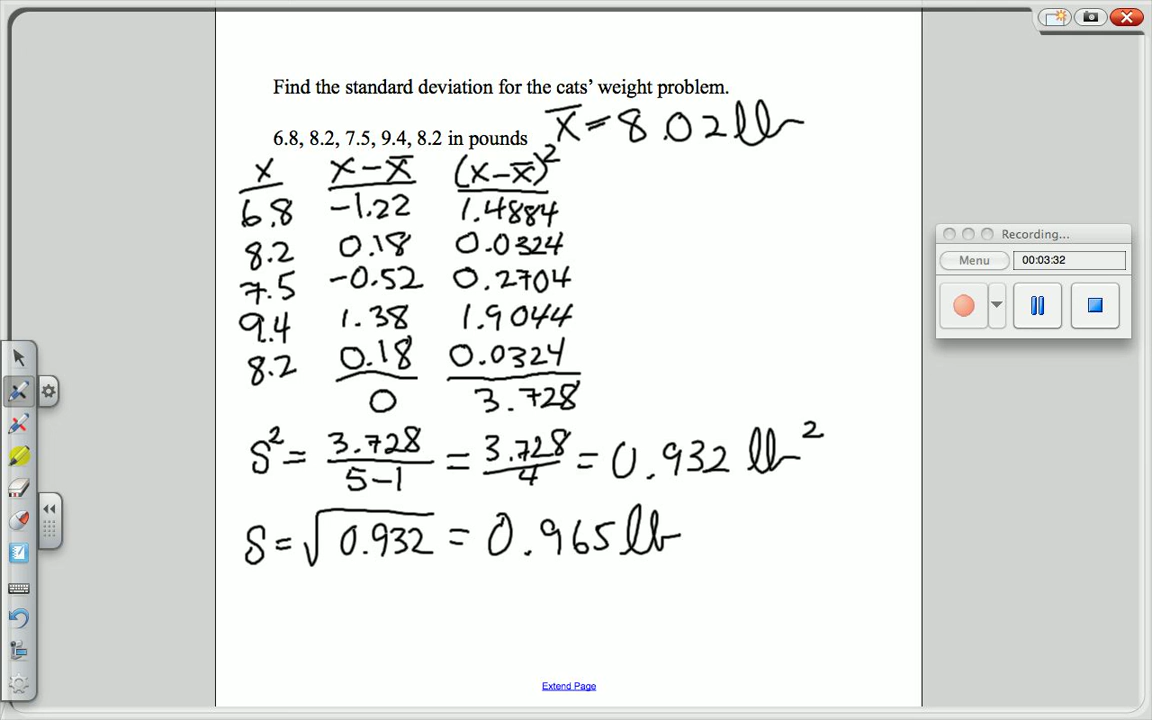 Find the standard deviation for the cats' weight problem.
6.8, 8.2, 7.5, 9.4, 8.2 in pounds x̄ = 8.02 lb
x x - x̄ (x - x̄)²
6.8 -1.22 1.4884
8.2 0.18 0.0324
7.5 -0.52 0.2704
9.4 1.38 1.9044
8.2 0.18 0.0324
0 3.728
s² = 3.728/5-1 = 3.728/4 = 0.932 lb²
s = √0.932 = 0.965 lb
Extend Page
Recording...
Menu 00:03:32